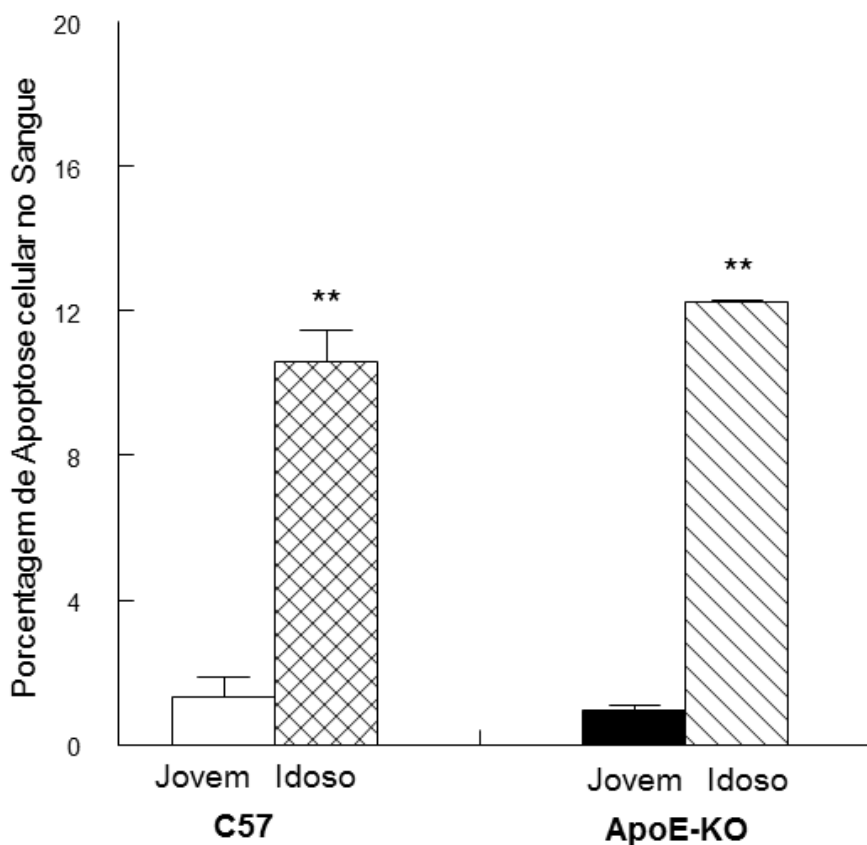 Porcentagem de Apoptose celular no Sangue
20
16
12
8
4
0
**
**
Jovem Idoso
Jovem Idoso
C57
ApoE-KO